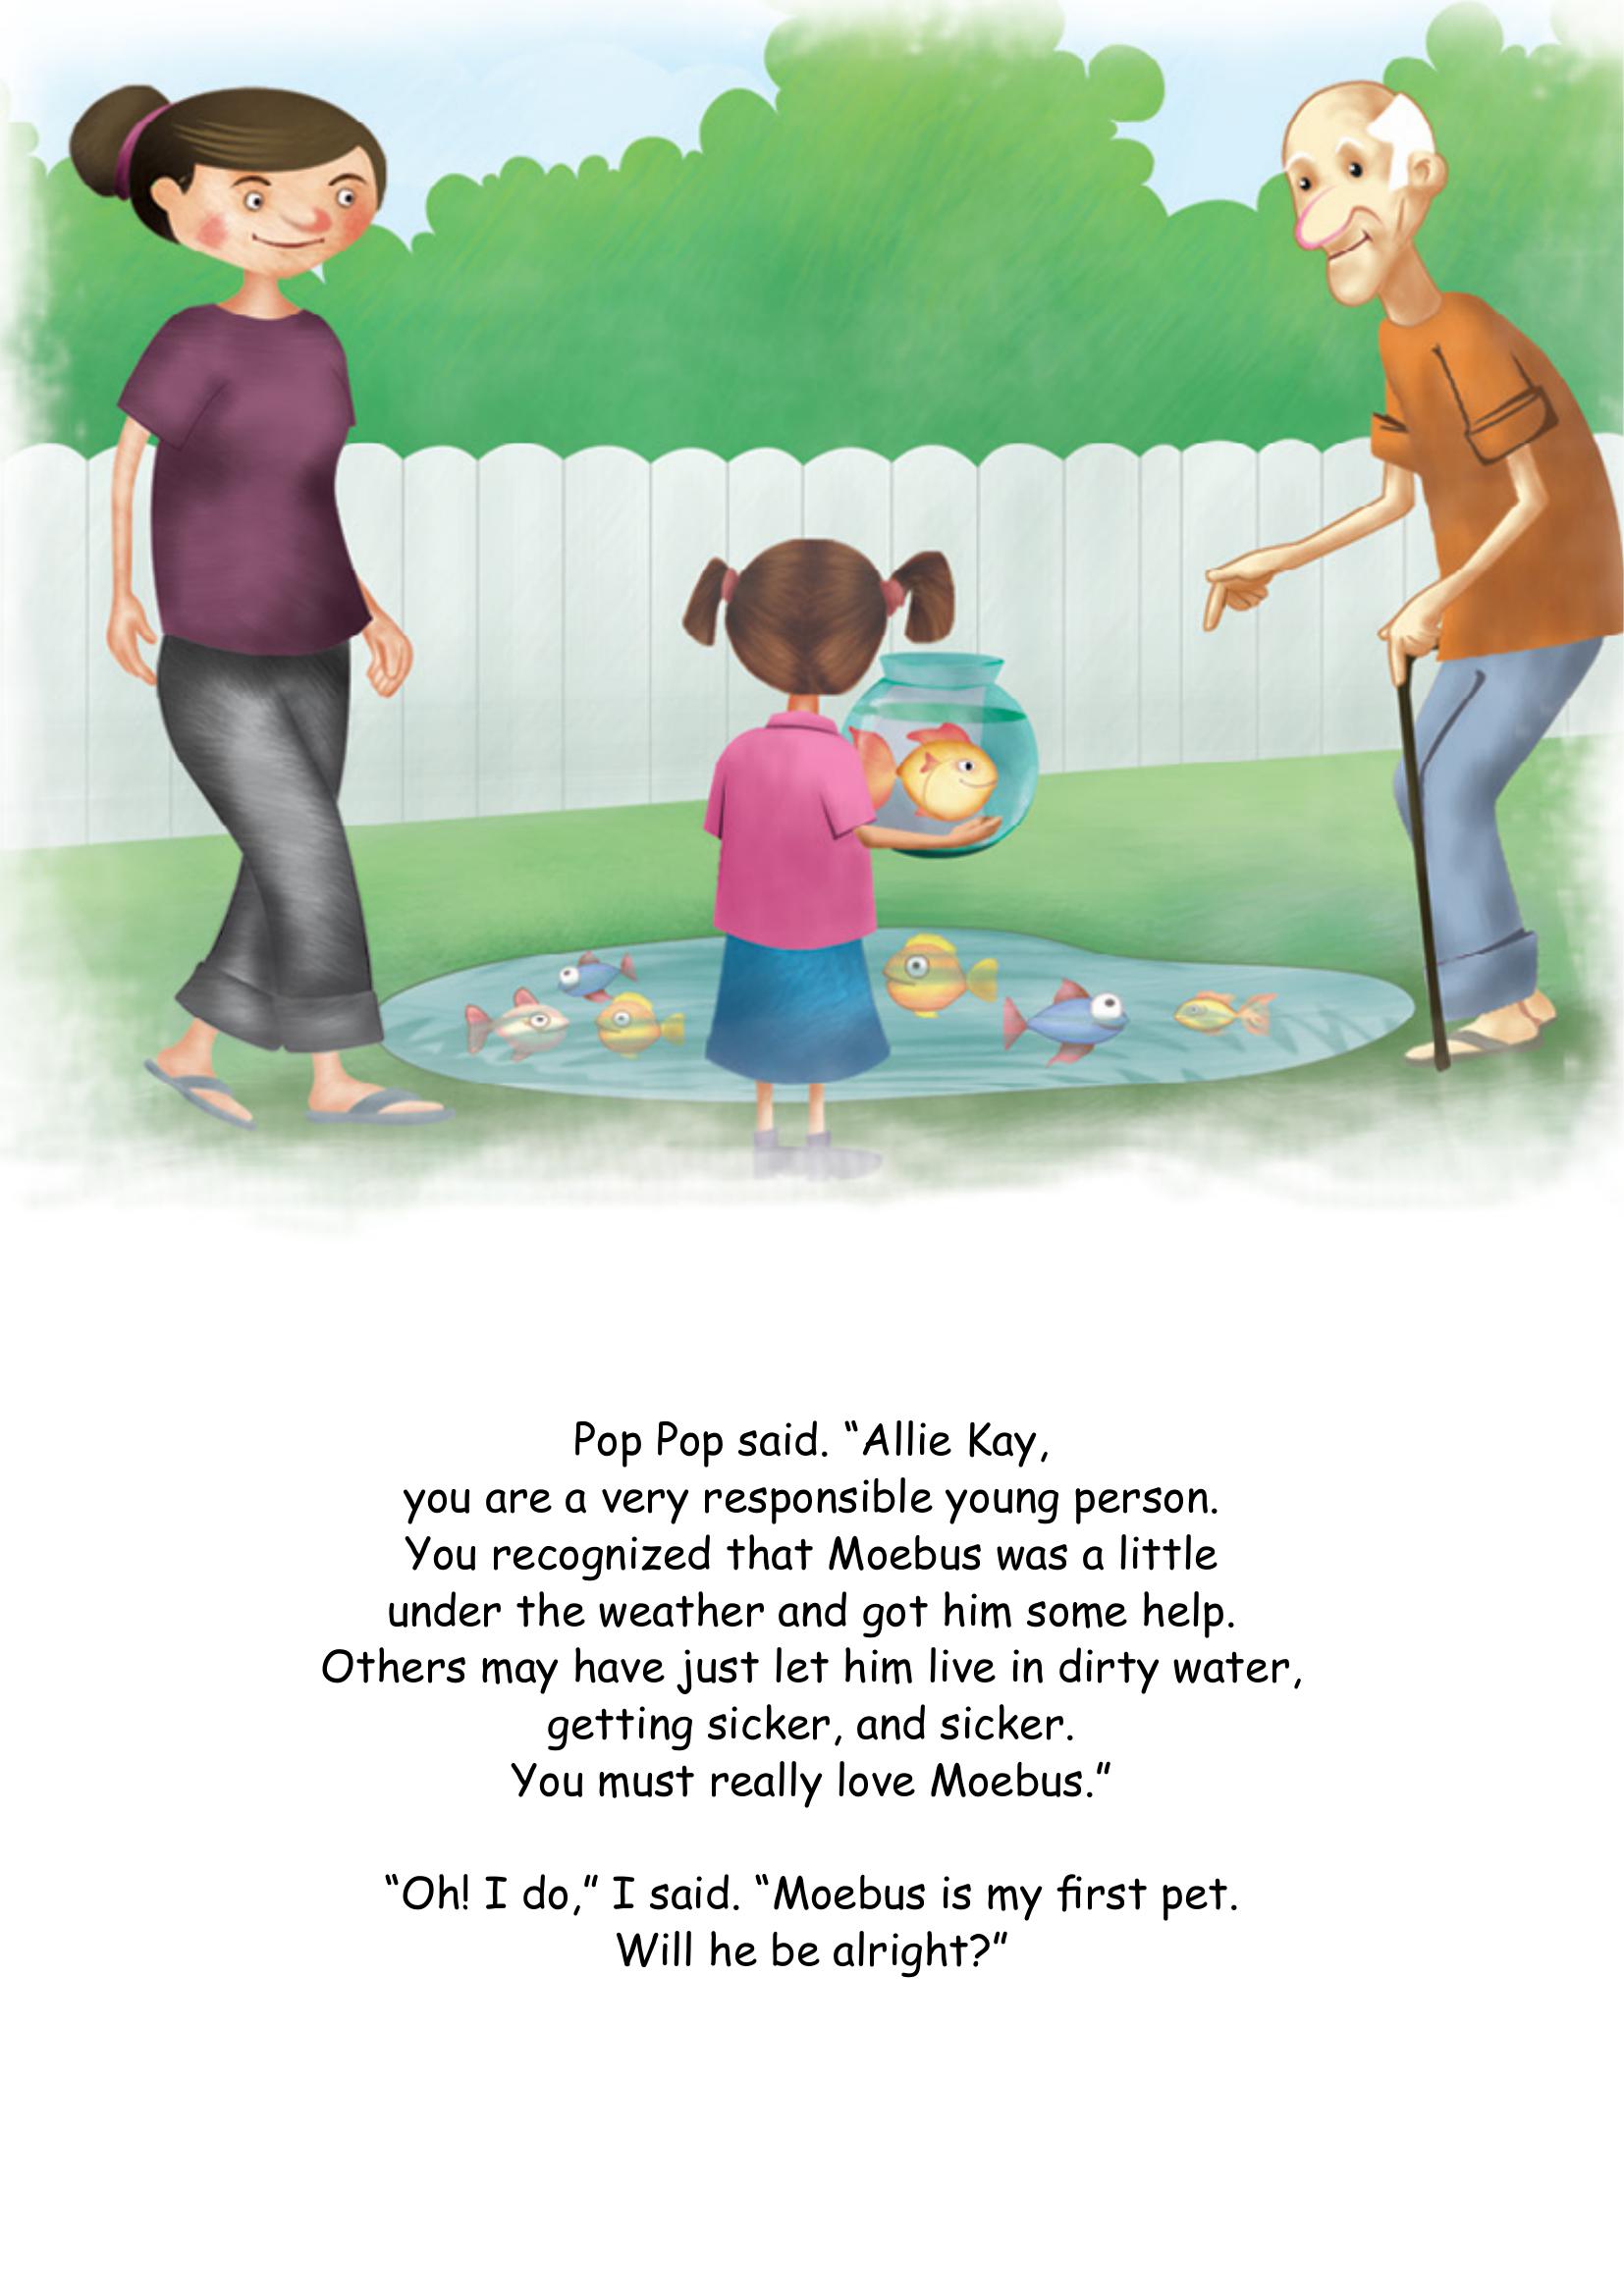 Pop Pop said. “Allie Kay,
you are a very responsible young person.
You recognized that Moebus was a little
under the weather and got him some help.
Others may have just let him live in dirty water,
getting sicker, and sicker.
You must really love Moebus.”
“Oh! I do,” I said. “Moebus is my first pet.
Will he be alright?”